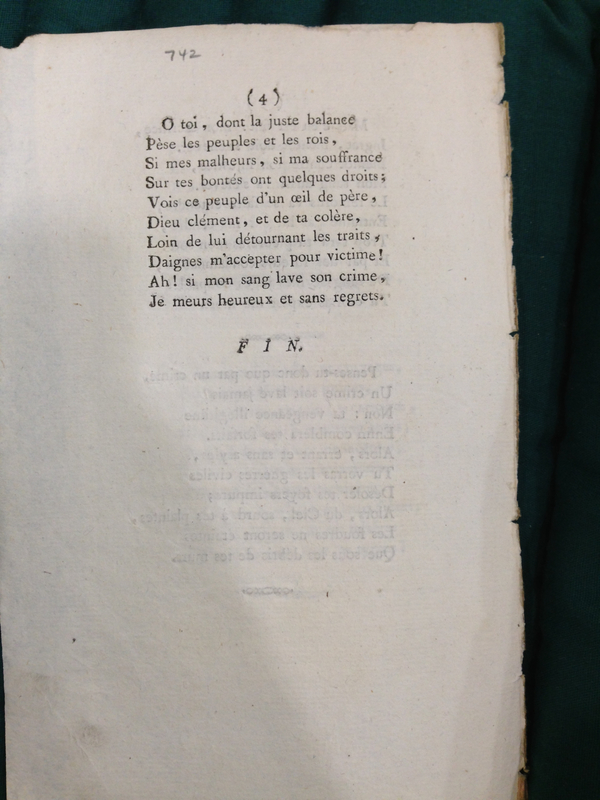 742
(4)
O toi, dont la juste balance
Pèse les peuples et les rois,
Si mes malheurs, si ma souffrance
Sur tes bontés ont quelques droits;
Vois ce peuple d'un œil de père,
Dieu clément, et de ta colère,
Loin de lui détournant les traits,
Daignes m'accepter pour victime!
Ah! si mon sang lave son crime,
Je meurs heureux et sans regrets.
FIN.